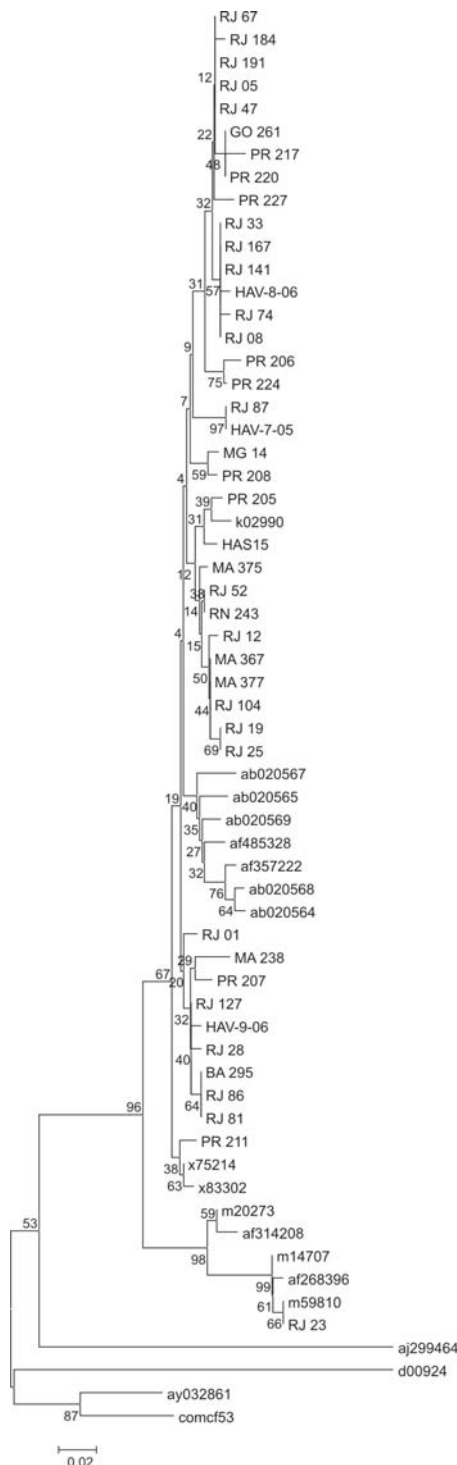 RJ 67
RJ 184
RJ 191
12
RJ 05
RJ 47
22
GO 261
PR 217
48
PR 220
PR 227
32
RJ 33
RJ 167
RJ 141
31
57
HAV-8-06
RJ 74
RJ 08
9
PR 206
75
PR 224
7
RJ 87
97
HAV-7-05
MG 14
59
PR 208
4
39
PR 205
31
k02990
HAS15
12
MA 375
38
RJ 52
14
RN 243
4
RJ 12
15
MA 367
50
MA 377
44
RJ 104
RJ 19
69
RJ 25
ab020567
19
40
ab020565
35
ab020569
27
af485328
32
af357222
76
ab020568
64
ab020564
RJ 01
29
MA 238
67
20
PR 207
RJ 127
32
HAV-9-06
40
RJ 28
BA 295
64
RJ 86
96
RJ 81
PR 211
38
x75214
63
x83302
59
m20273
53
af314208
98
m14707
99
af268396
61
m59810
66
RJ 23
aj299464
d00924
ay032861
87
comcf53
0.02